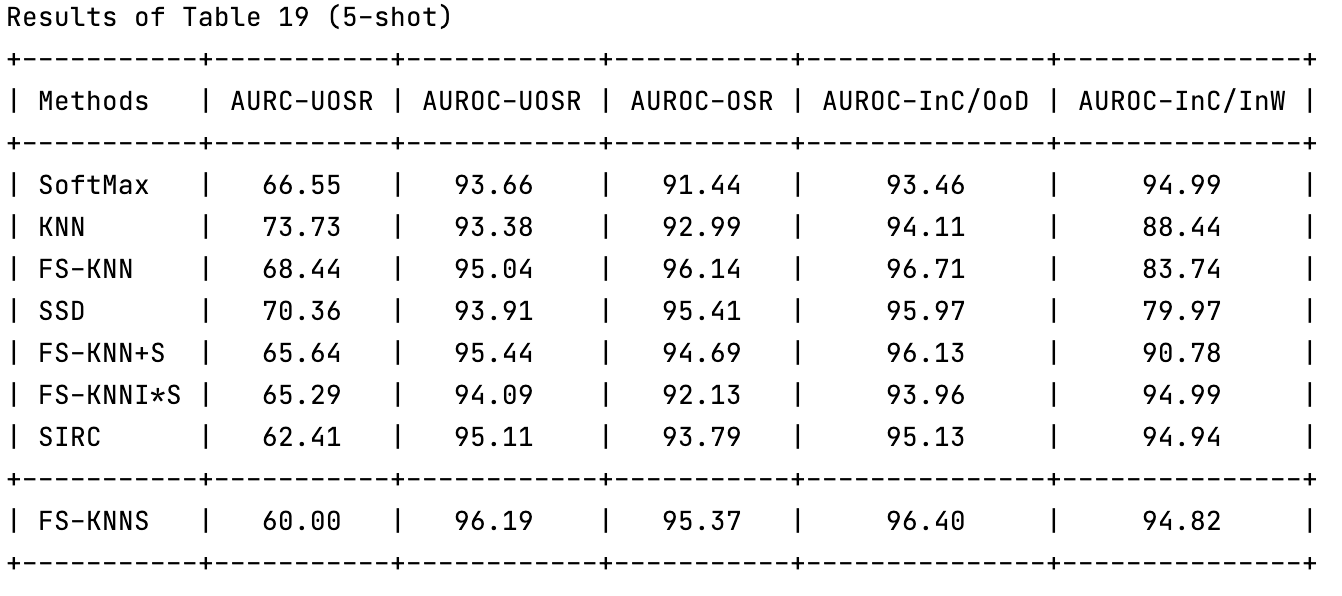 Results of Table 19 (5-shot)
+-----------+-----------+------------+-----------+---------------+---------------+
| Methods   | AURC-UOSR | AUROC-UOSR | AUROC-OSR | AUROC-InC/OoD | AUROC-InC/InW |
+-----------+-----------+------------+-----------+---------------+---------------+
| SoftMax   |   66.55   |   93.66    |   91.44   |     93.46     |     94.99     |
| KNN       |   73.73   |   93.38    |   92.99   |     94.11     |     88.44     |
| FS-KNN    |   68.44   |   95.04    |   96.14   |     96.71     |     83.74     |
| SSD       |   70.36   |   93.91    |   95.41   |     95.97     |     79.97     |
| FS-KNN+S  |   65.64   |   95.44    |   94.69   |     96.13     |     90.78     |
| FS-KNNI*S |   65.29   |   94.09    |   92.13   |     93.96     |     94.99     |
| SIRC      |   62.41   |   95.11    |   93.79   |     95.13     |     94.94     |
+-----------+-----------+------------+-----------+---------------+---------------+
| FS-KNNS   |   60.00   |   96.19    |   95.37   |     96.40     |     94.82     |
+-----------+-----------+------------+-----------+---------------+---------------+